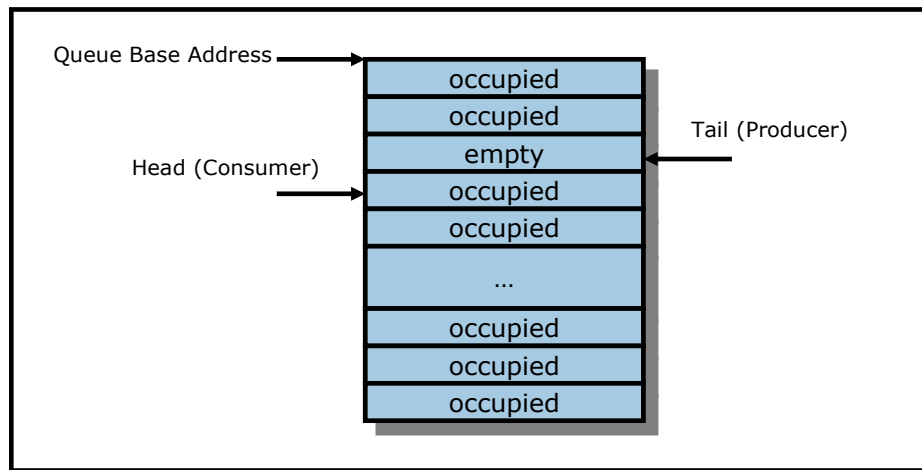 Queue Base Address
occupied
occupied
Tail (Producer)
empty
Head (Consumer)
occupied
occupied
...
occupied
occupied
occupied